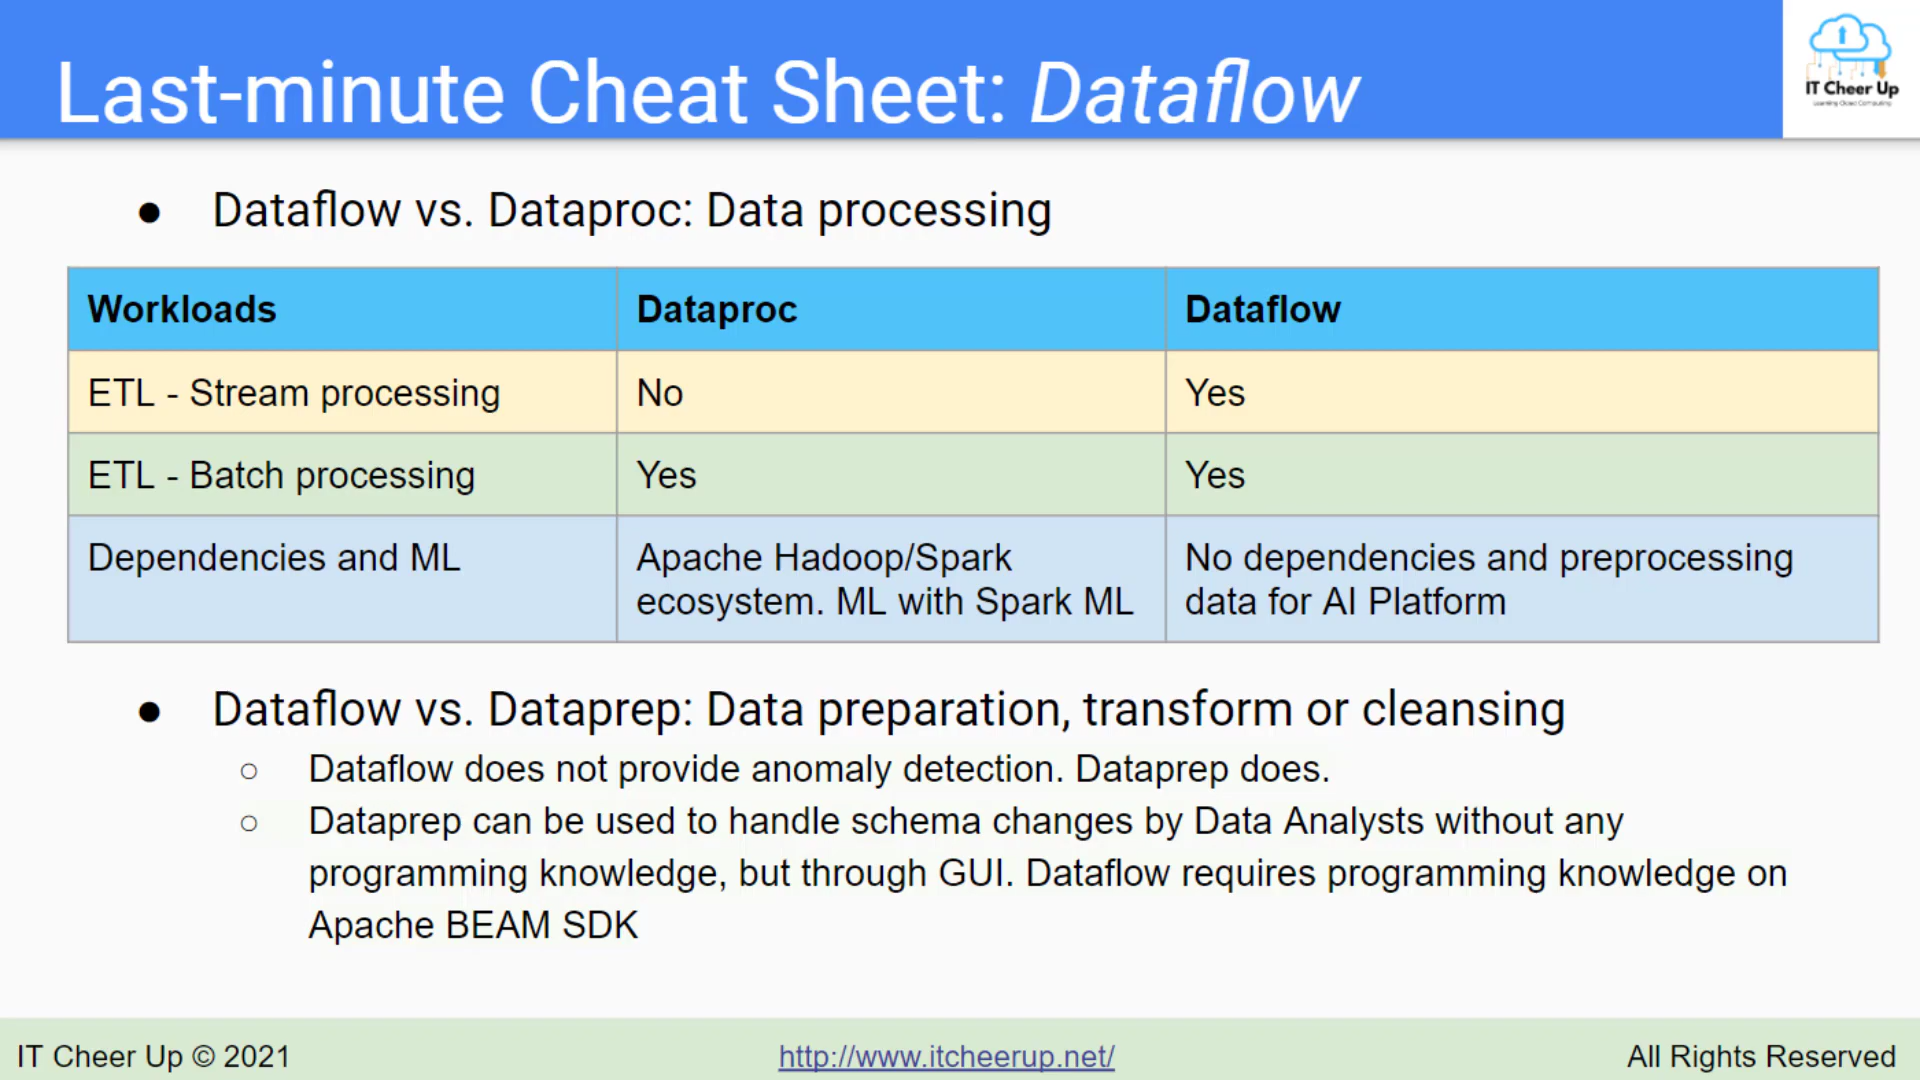 Last-minute Cheat Sheet: Dataflow
IT Cheer Up
Learning Cloud Computing
● Dataflow vs. Dataproc: Data processing
Workloads Dataproc Dataflow
ETL - Stream processing No Yes
ETL - Batch processing Yes Yes
Dependencies and ML Apache Hadoop/Spark No dependencies and preprocessing
ecosystem. ML with Spark ML data for AI Platform
● Dataflow vs. Dataprep: Data preparation, transform or cleansing
○ Dataflow does not provide anomaly detection. Dataprep does.
○ Dataprep can be used to handle schema changes by Data Analysts without any
programming knowledge, but through GUI. Dataflow requires programming knowledge on
Apache BEAM SDK
IT Cheer Up © 2021 http://www.itcheerup.net/ All Rights Reserved